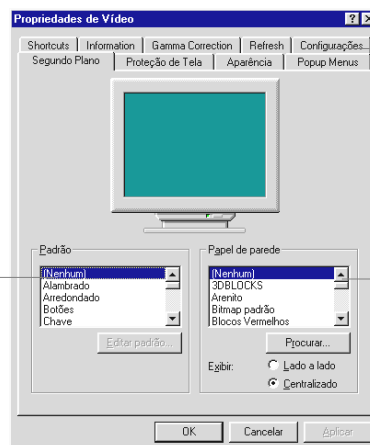 Propriedades de Vídeo
Shortcuts Information Gamma Correction Refresh Configurações...
Segundo Plano Proteção de Tela Aparência Popup Menus
Padrão
(Nenhum)
Alambrado
Arredondado
Botões
Chave
Editar padrão...
Papel de parede
(Nenhum)
3DBLOCKS
Arenito
Bitmap padrão
Blocos Vermelhos
Procurar...
Exibir:
Lado a lado
Centralizado
OK Cancelar Aplicar